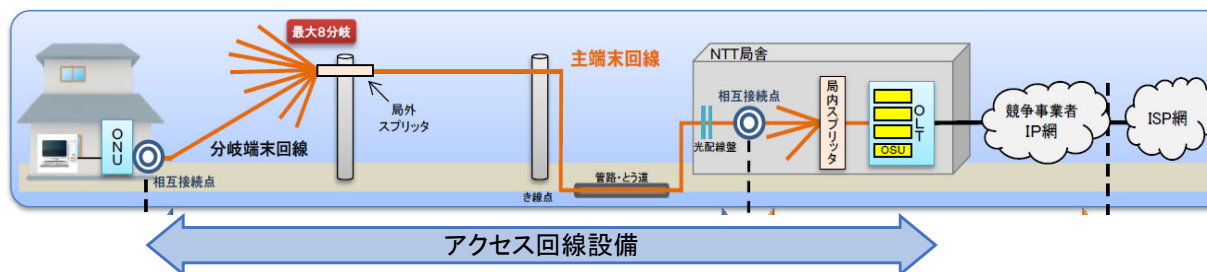 最大8分岐
主端末回線
局外
スプリッタ
分岐端末回線
ONU
相互接続点
き線点
管路・とう道
NTT局舎
相互接続点
光配線盤
局内スプリッタ
OLT
OSU
競争事業者
IP網
ISP網
アクセス回線設備